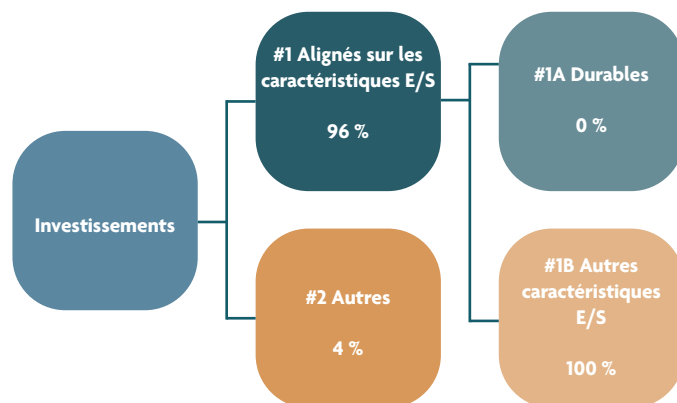 Investissements
#1 Alignés sur les
caractéristiques E/S
96 %
#2 Autres
4 %
#1A Durables
0 %
#1B Autres
caractéristiques
E/S
100 %